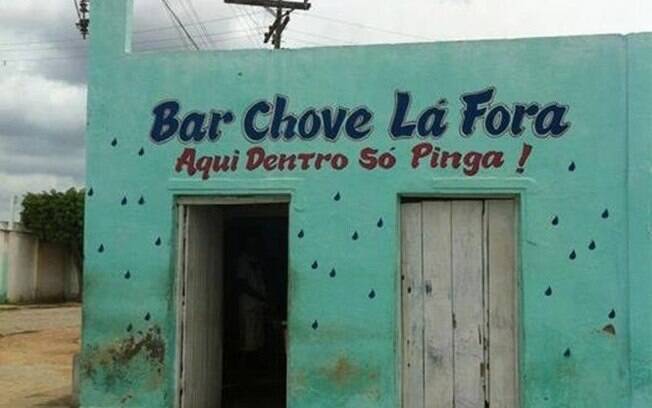 Bar Chove Lá Fora
Aqui Dentro Só Pinga !